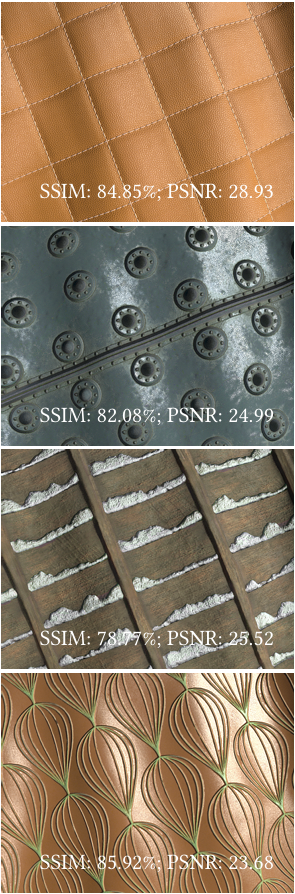 SSIM: 84.85%; PSNR: 28.93
SSIM: 82.08%; PSNR: 24.99
SSIM: 78.77%; PSNR: 25.52
SSIM: 85.92%; PSNR: 23.68